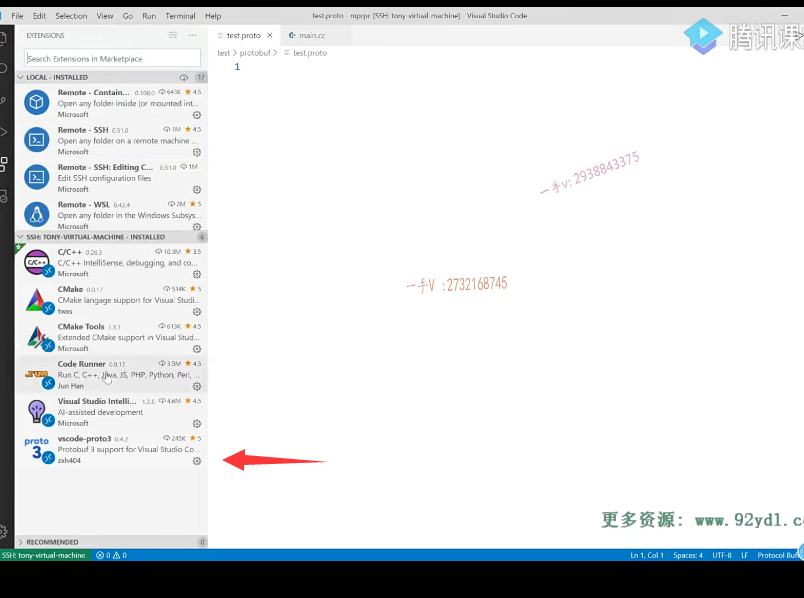 File Edit Selection View Go Run Terminal Help
test.proto - mprpc [SSH: tony-virtual-machine] - Visual Studio Code
EXTENSIONS
Search Extensions in Marketplace
LOCAL - INSTALLED 17
Remote - Contain... 0.106.0 643K 4.5
Open any folder inside (or mounted int...
Microsoft
Remote - SSH 0.51.0 1M 4.5
Open any folder on a remote machine ...
Microsoft
Remote - SSH: Editing C... 0.51.0 1M
Edit SSH configuration files
Microsoft
Remote - WSL 0.42.4 2M 5
Open any folder in the Windows Subsys...
Microsoft
SSH: TONY-VIRTUAL-MACHINE - INSTALLED 6
C/C++ 0.26.3 10.3M 3.5
C/C++ IntelliSense, debugging, and co...
Microsoft
CMake 0.0.17 534K 5
CMake langage support for Visual Studi...
twxs
CMake Tools 1.3.1 613K 4.5
Extended CMake support in Visual Stud...
Microsoft
Code Runner 0.9.17 3.5M 4.5
Run C, C++, Java, JS, PHP, Python, Perl, ...
Jun Han
Visual Studio Intelli... 1.2.6 4.6M 4.5
AI-assisted development
Microsoft
proto 3
vscode-proto3 0.4.2 245K 5
Protobuf 3 support for Visual Studio Co...
zxh404
RECOMMENDED 0
test.proto main.cc
test > protobuf > test.proto
1
腾讯课
一手v: 2938843375
一手V :2732168745
更多资源: www.92yd1.c
SSH: tony-virtual-machine 0 0 Ln 1, Col 1 Spaces: 4 UTF-8 LF Protocol Buf